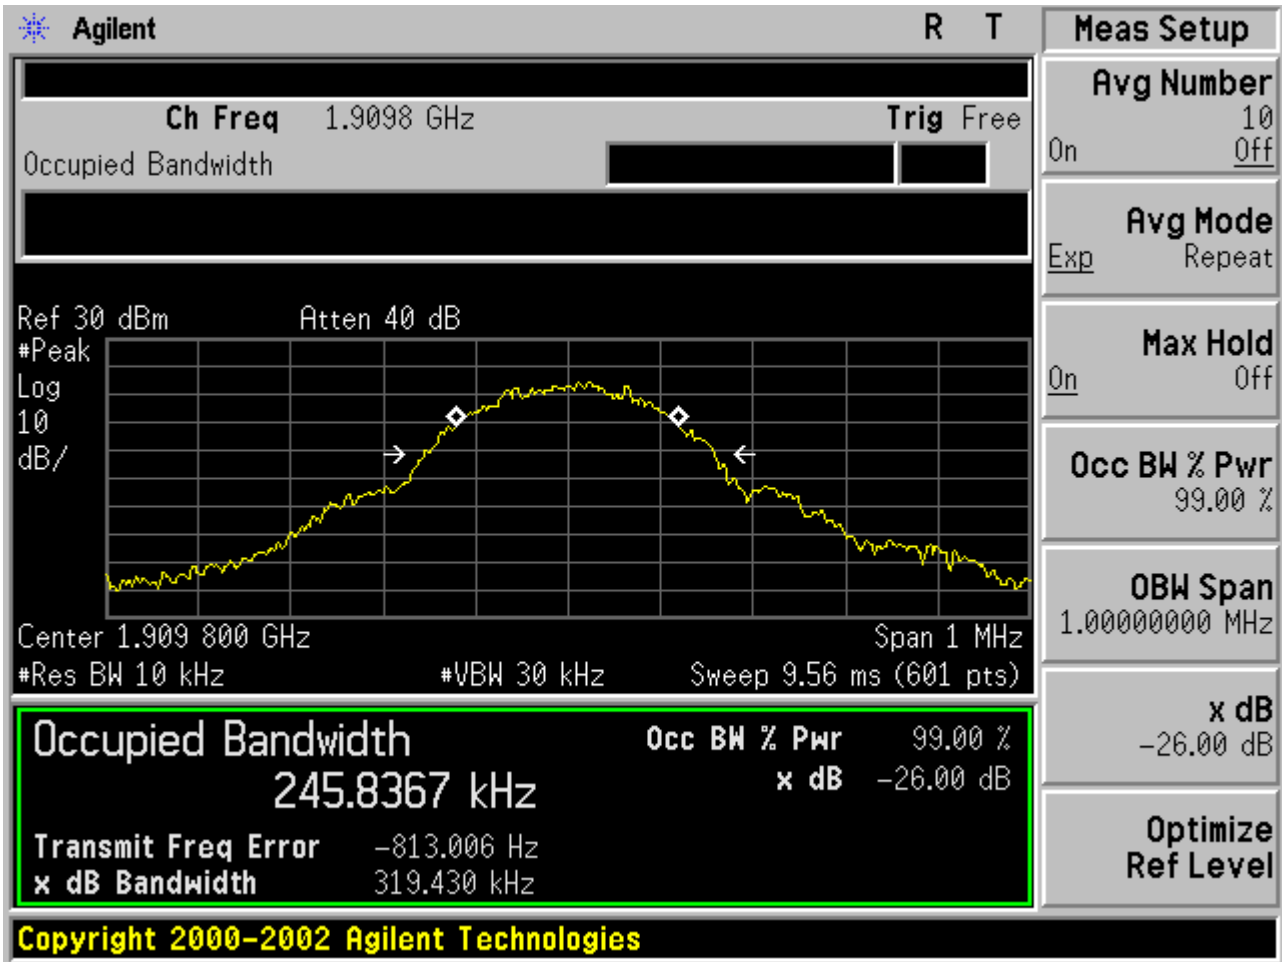 Agilent R T
Ch Freq 1.9098 GHz Trig Free
Occupied Bandwidth
Ref 30 dBm Atten 40 dB
#Peak
Log
10
dB/
Center 1.909 800 GHz Span 1 MHz
#Res BW 10 kHz #VBW 30 kHz Sweep 9.56 ms (601 pts)
Occupied Bandwidth Occ BW % Pwr 99.00 %
245.8367 kHz x dB -26.00 dB
Transmit Freq Error -813.006 Hz
x dB Bandwidth 319.430 kHz
Copyright 2000-2002 Agilent Technologies
Meas Setup
Avg Number
10
On Off
Avg Mode
Exp Repeat
Max Hold
On Off
Occ BW % Pwr
99.00 %
OBW Span
1.00000000 MHz
x dB
-26.00 dB
Optimize
Ref Level